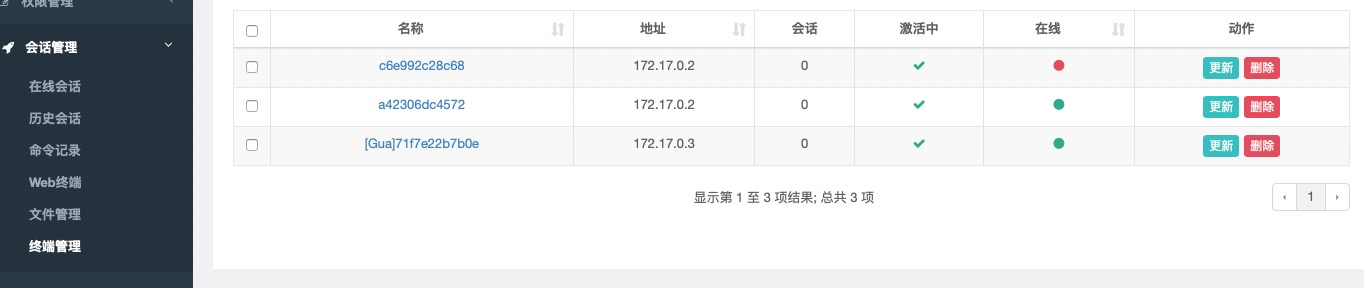 权限管理
会话管理
在线会话
历史会话
命令记录
Web终端
文件管理
终端管理
名称 地址 会话 激活中 在线 动作
c6e992c28c68 172.17.0.2 0 更新 删除
a42306dc4572 172.17.0.2 0 更新 删除
[Gua]71f7e22b7b0e 172.17.0.3 0 更新 删除
显示第 1 至 3 项结果; 总共 3 项
‹ 1 ›